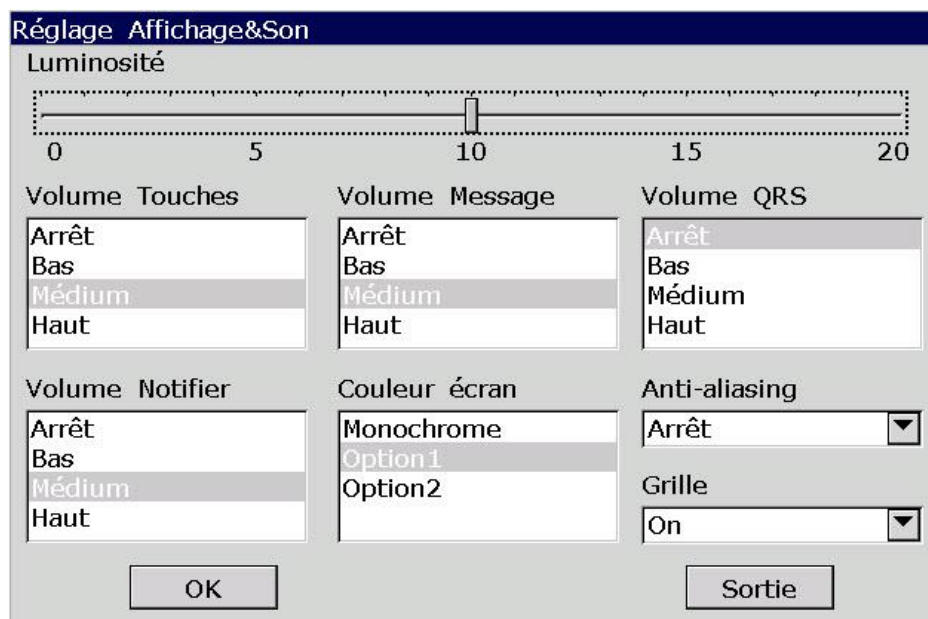 Réglage Affichage&Son
Luminosité
0 5 10 15 20
Volume Touches
Arrêt
Bas
Médium
Haut
Volume Message
Arrêt
Bas
Médium
Haut
Volume QRS
Arrêt
Bas
Médium
Haut
Volume Notifier
Arrêt
Bas
Médium
Haut
Couleur écran
Monochrome
Option1
Option2
Anti-aliasing
Arrêt
Grille
On
OK
Sortie